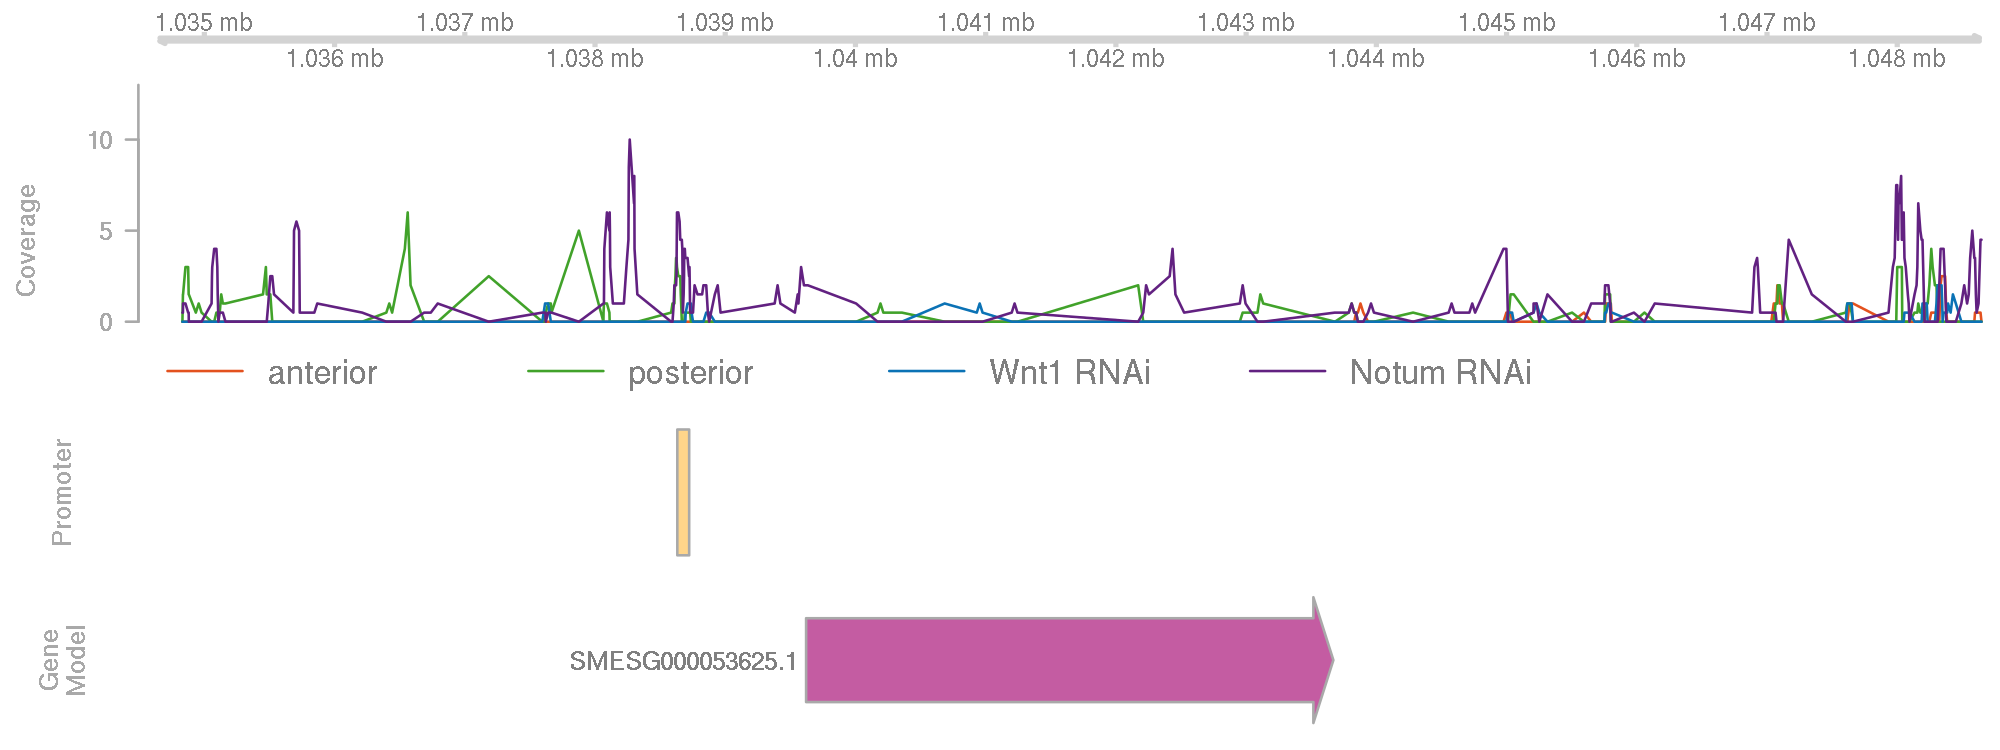 1.035 mb 1.037 mb 1.039 mb 1.041 mb 1.043 mb 1.045 mb 1.047 mb
1.036 mb 1.038 mb 1.04 mb 1.042 mb 1.044 mb 1.046 mb 1.048 mb
Coverage
10
5
0
anterior posterior Wnt1 RNAi Notum RNAi
Promoter
Gene
Model
SMESG000053625.1